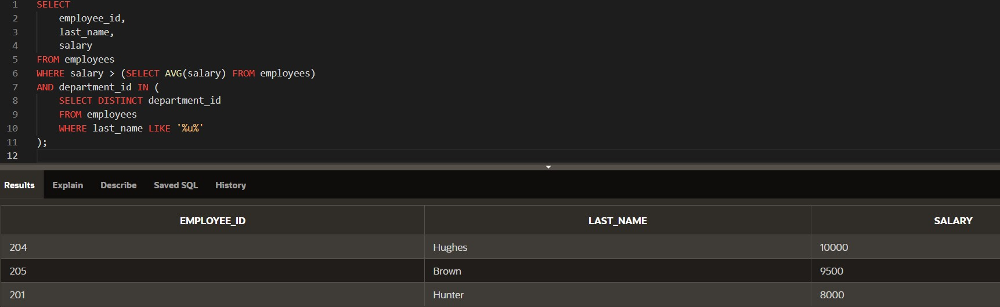 1 SELECT
2 employee_id,
3 last_name,
4 salary
5 FROM employees
6 WHERE salary > (SELECT AVG(salary) FROM employees)
7 AND department_id IN (
8 SELECT DISTINCT department_id
9 FROM employees
10 WHERE last_name LIKE '%u%'
11 );
12
Results Explain Describe Saved SQL History
EMPLOYEE_ID LAST_NAME SALARY
204 Hughes 10000
205 Brown 9500
201 Hunter 8000